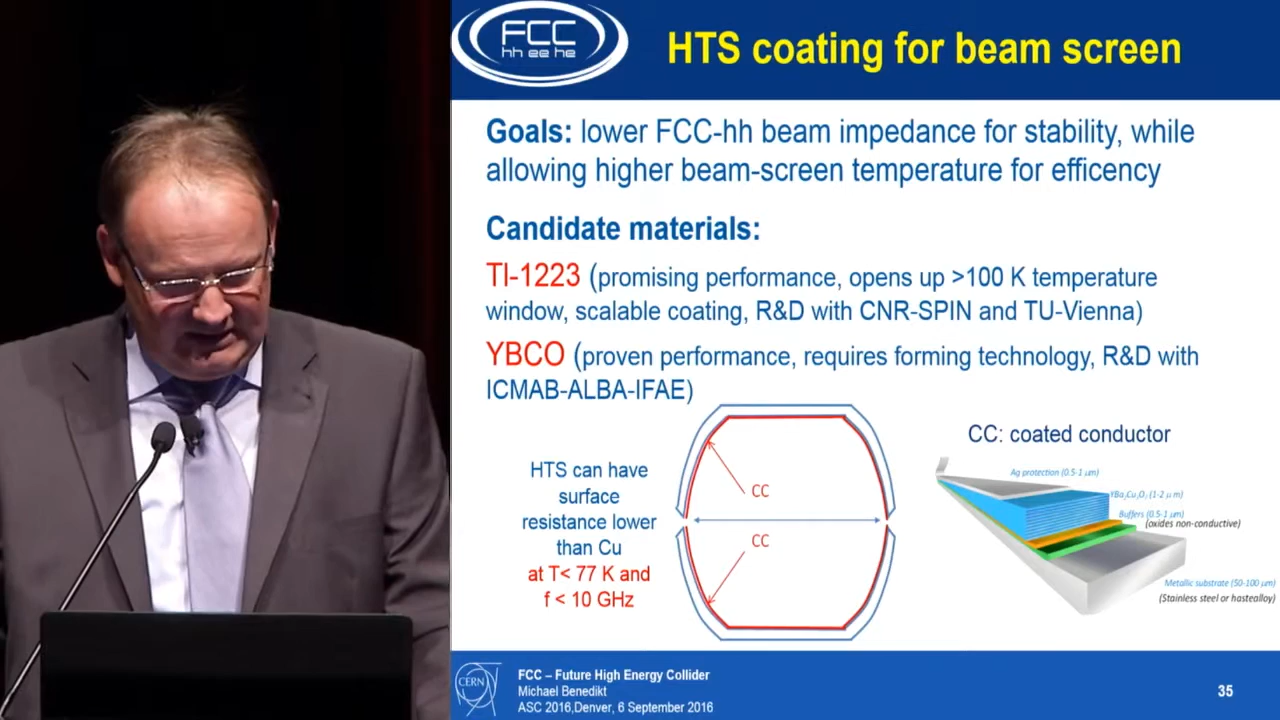 FCC
hh ee he
HTS coating for beam screen
Goals: lower FCC-hh beam impedance for stability, while
allowing higher beam-screen temperature for efficency
Candidate materials:
Tl-1223 (promising performance, opens up >100 K temperature
window, scalable coating, R&D with CNR-SPIN and TU-Vienna)
YBCO (proven performance, requires forming technology, R&D with
ICMAB-ALBA-IFAE)
HTS can have
surface
resistance lower
than Cu
at T< 77 K and
f < 10 GHz
CC
CC
CC: coated conductor
Ag protection (0.5-1 μm)
YBa2Cu3O7 (1-2 μm)
Buffers (0.5-1 μm)
(oxides non-conductive)
Metallic substrate (50-100 μm)
(Stainless steel or hastealloy)
CERN
FCC – Future High Energy Collider
Michael Benedikt
ASC 2016,Denver, 6 September 2016
35